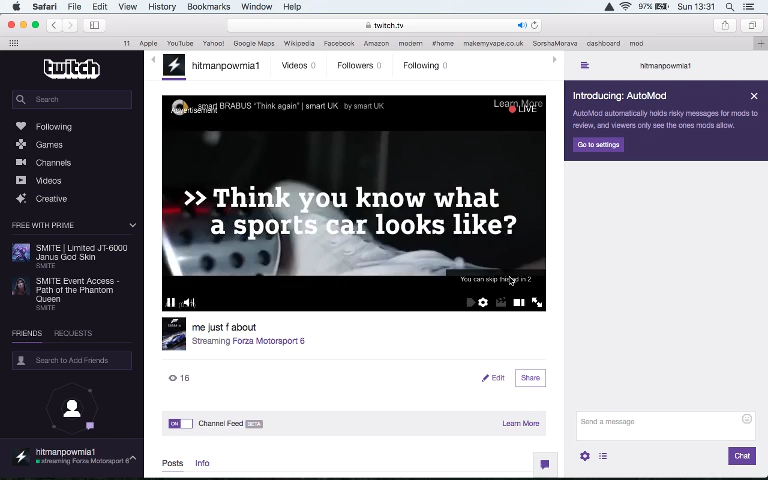 Safari File Edit View History Bookmarks Window Help
97% Sun 13:31
twitch.tv
11 Apple YouTube Yahoo! Google Maps Wikipedia Facebook Amazon modern #home makemyvape.co.uk SorshaMorava dashboard mod
twitch
Search
Following
Games
Channels
Videos
Creative
FREE WITH PRIME
SMITE | Limited JT-6000
Janus God Skin
SMITE
SMITE Event Access -
Path of the Phantom
Queen
SMITE
FRIENDS REQUESTS
Search to Add Friends
hitmanpowmia1
streaming Forza Motorsport 6
hitmanpowmia1 Videos 0 Followers 0 Following 0
smart BRABUS "Think again" | smart UK by smart UK
Advertisement
Learn More
LIVE
>> Think you know what
a sports car looks like?
You can skip this ad in 2
me just f about
Streaming Forza Motorsport 6
16
Edit Share
ON Channel Feed BETA Learn More
Posts Info
hitmanpowmia1
Introducing: AutoMod
AutoMod automatically holds risky messages for mods to
review, and viewers only see the ones mods allow.
Go to settings
Send a message
Chat